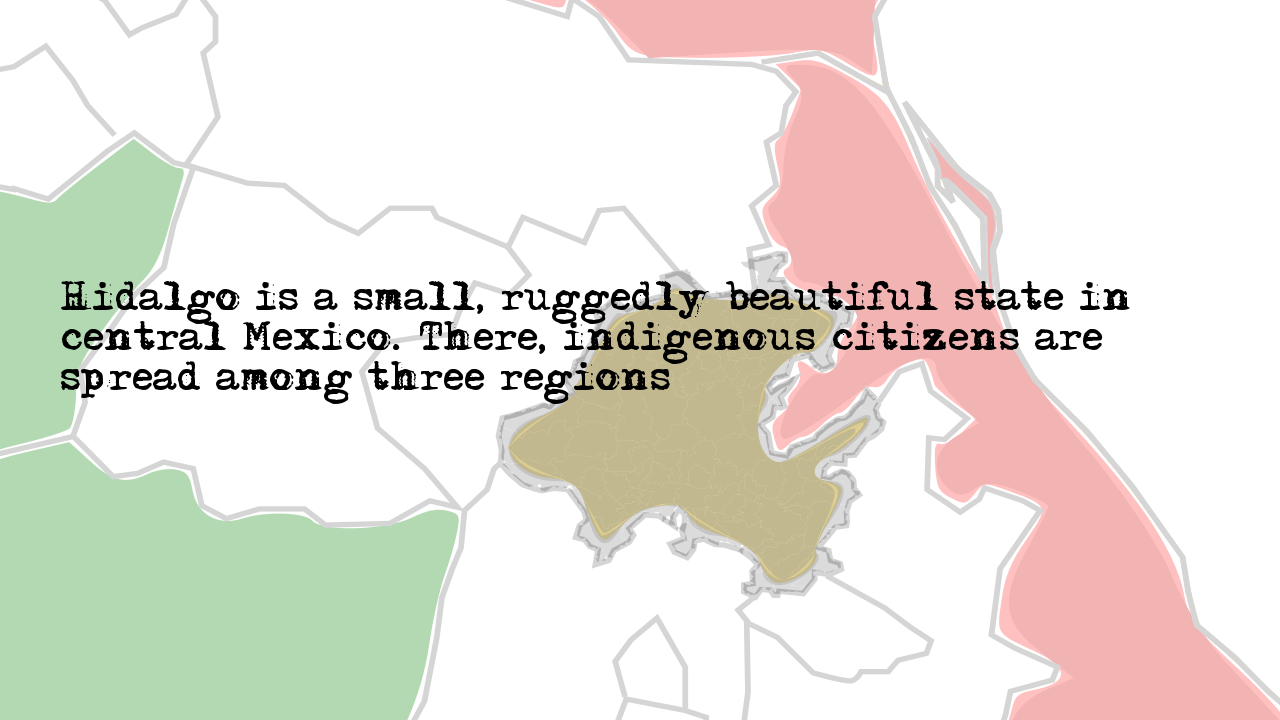 Hidalgo is a small, ruggedly beautiful state in
central Mexico. There, indigenous citizens are
spread among three regions